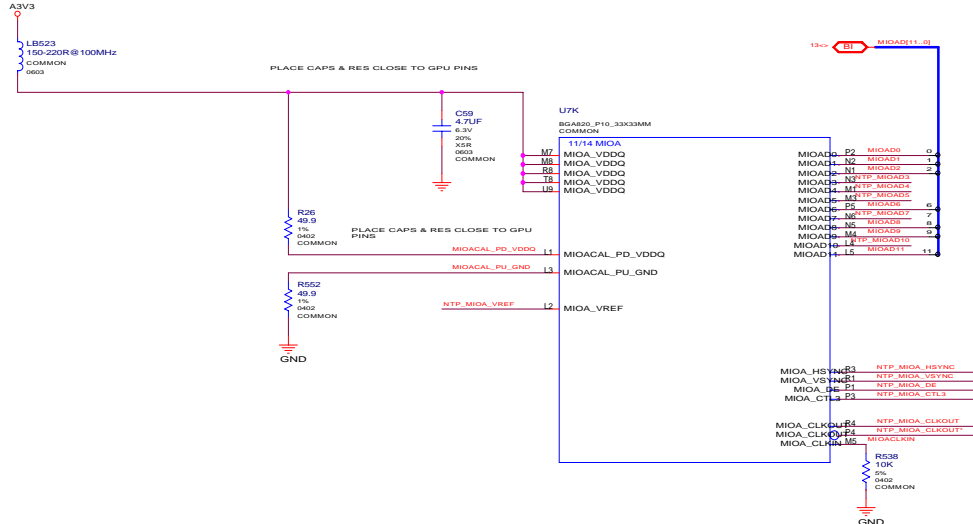 A3V3
LB523
150-220R@100MHz
COMMON
0603
PLACE CAPS & RES CLOSE TO GPU PINS
C59
4.7UF
6.3V
20%
X5R
0603
COMMON
R26
49.9
1%
0402
COMMON
PLACE CAPS & RES CLOSE TO GPU
PINS
MIOACAL_PD_VDDQ
MIOACAL_PU_GND
R552
49.9
1%
0402
COMMON
GND
NTP_MIOA_VREF
U7K
BGA820_P10_33X33MM
COMMON
11/14 MIOA
M7 MIOA_VDDQ
M8 MIOA_VDDQ
R8 MIOA_VDDQ
T8 MIOA_VDDQ
U9 MIOA_VDDQ
L1 MIOACAL_PD_VDDQ
L3 MIOACAL_PU_GND
L2 MIOA_VREF
13<> BI MIOAD[11..0]
MIOAD0 P2 MIOAD0 0
MIOAD1 N2 MIOAD1 1
MIOAD2 N1 MIOAD2 2
MIOAD3 N3 NTP_MIOAD3
MIOAD4 M1 NTP_MIOAD4
MIOAD5 M3 NTP_MIOAD5
MIOAD6 P5 MIOAD6 6
MIOAD7 N6 NTP_MIOAD7 7
MIOAD8 N5 MIOAD8 8
MIOAD9 M4 MIOAD9 9
MIOAD10 L4 NTP_MIOAD10
MIOAD11 L5 MIOAD11 11
MIOA_HSYNC R3 NTP_MIOA_HSYNC
MIOA_VSYNC R1 NTP_MIOA_VSYNC
MIOA_DE P1 NTP_MIOA_DE
MIOA_CTL3 P3 NTP_MIOA_CTL3
MIOA_CLKOUT R4 NTP_MIOA_CLKOUT
MIOA_CLKOUT P4 NTP_MIOA_CLKOUT*
MIOA_CLKIN M5 MIOACLKIN
R538
10K
5%
0402
COMMON
GND